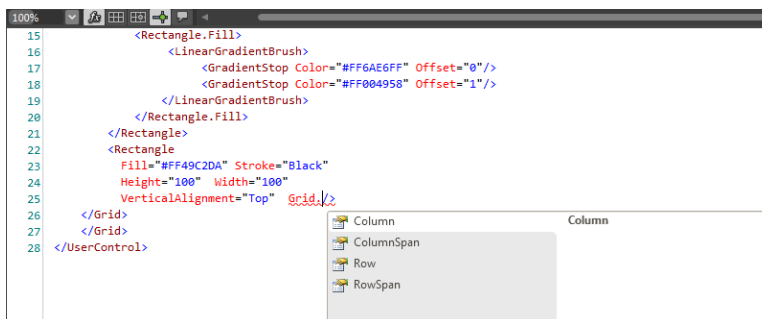 100%
15 <Rectangle.Fill>
16 <LinearGradientBrush>
17 <GradientStop Color="#FF6AE6FF" Offset="0"/>
18 <GradientStop Color="#FF004958" Offset="1"/>
19 </LinearGradientBrush>
20 </Rectangle.Fill>
21 </Rectangle>
22 <Rectangle
23 Fill="#FF49C2DA" Stroke="Black"
24 Height="100" Width="100"
25 VerticalAlignment="Top" Grid./>
26 </Grid>
Column Column
27 </Grid>
ColumnSpan
28 </UserControl>
Row
RowSpan